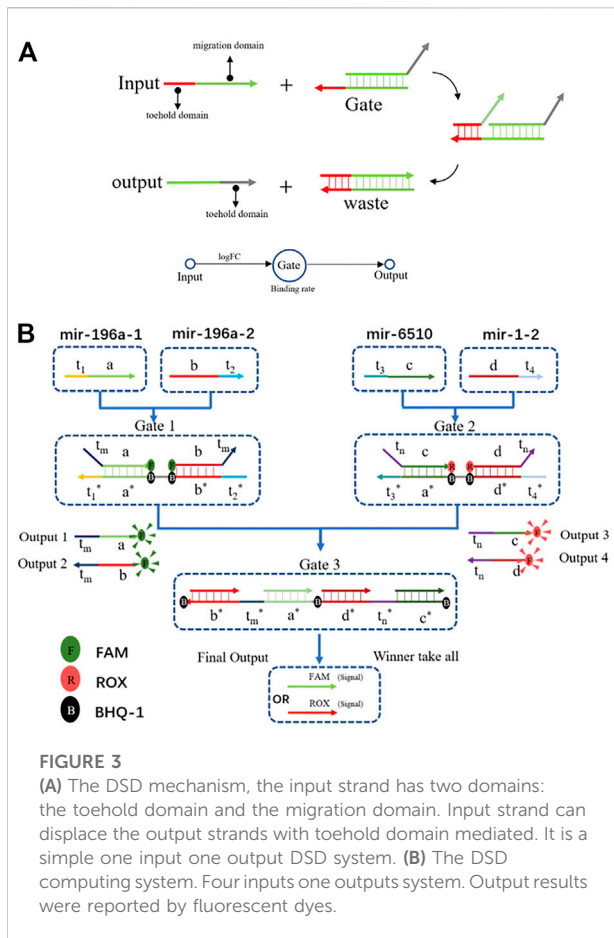 A
migration domain
Input
+
Gate
toehold domain
output
+
waste
toehold domain
logFC
Gate
Input
Output
Binding rate
B
mir-196a-1
mir-196a-2
mir-6510
mir-1-2
t1 a
b t2
t3 c
d t4
Gate 1
Gate 2
tm a b tm
F F
B B
t1* a* b* t2*
tn c d tn
R R
B B
t3* a* d* t4*
Output 1
tm a F
Output 2
tm b F
tn c F Output 3
tn d F Output 4
Gate 3
B B B
b* tm* a* d* tn* c*
F FAM
R ROX
B BHQ-1
Final Output
Winner take all
FAM (Signal)
OR
ROX (Signal)
FIGURE 3
(A) The DSD mechanism, the input strand has two domains:
the toehold domain and the migration domain. Input strand can
displace the output strands with toehold domain mediated. It is a
simple one input one output DSD system. (B) The DSD
computing system. Four inputs one outputs system. Output results
were reported by fluorescent dyes.